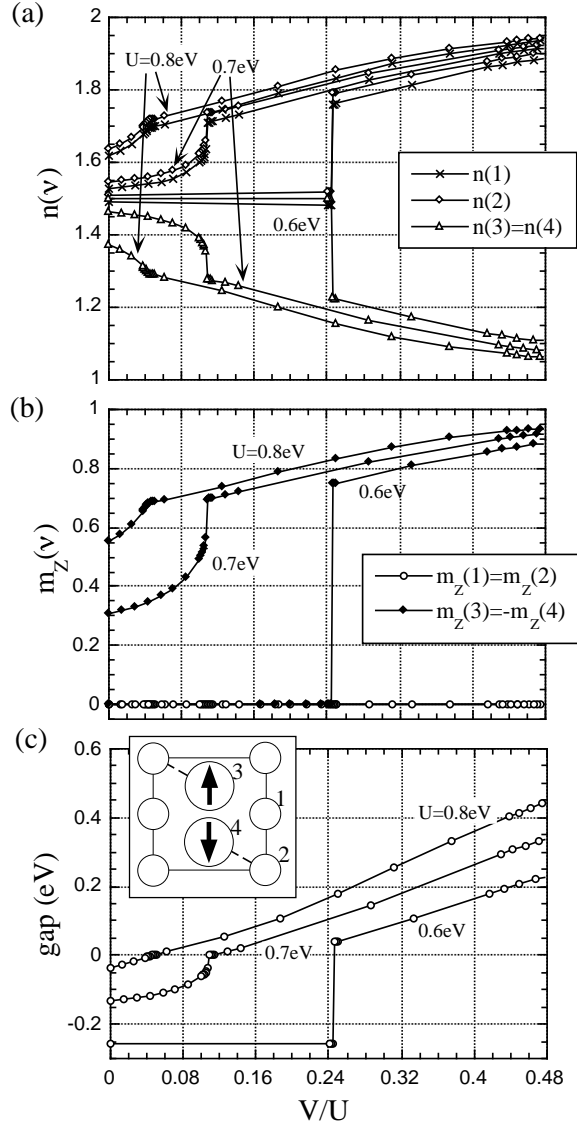 (a)
2
1.8
1.6
1.4
1.2
1
n(ν)
U=0.8eV
0.7eV
0.6eV
n(1)
n(2)
n(3)=n(4)
(b)
1
0.8
0.6
0.4
0.2
0
m_Z(ν)
U=0.8eV
0.6eV
0.7eV
m_Z(1)=m_Z(2)
m_Z(3)=-m_Z(4)
(c)
0.6
0.4
0.2
0
-0.2
gap (eV)
3
1
4
2
U=0.8eV
0.7eV
0.6eV
0
0.08
0.16
0.24
0.32
0.40
0.48
V/U